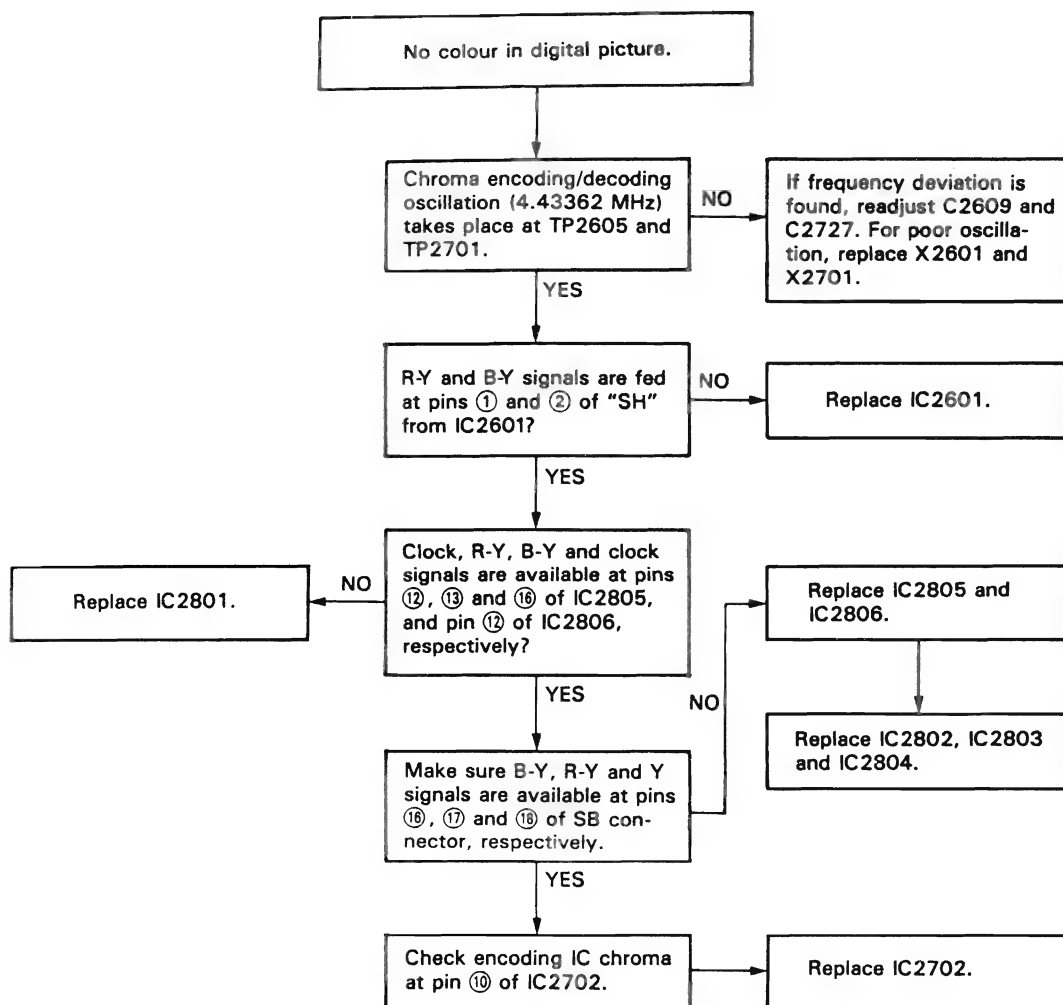 No colour in digital picture.
Chroma encoding/decoding
oscillation (4.43362 MHz)
takes place at TP2605 and
TP2701.
NO
If frequency deviation is
found, readjust C2609 and
C2727. For poor oscilla-
tion, replace X2601 and
X2701.
YES
R-Y and B-Y signals are fed
at pins ① and ② of "SH"
from IC2601?
NO
Replace IC2601.
YES
Clock, R-Y, B-Y and clock
signals are available at pins
⑫, ⑬ and ⑯ of IC2805,
and pin ⑫ of IC2806,
respectively?
NO
Replace IC2801.
YES
Make sure B-Y, R-Y and Y
signals are available at pins
⑯, ⑰ and ⑱ of SB con-
nector, respectively.
NO
Replace IC2805 and
IC2806.
Replace IC2802, IC2803
and IC2804.
YES
Check encoding IC chroma
at pin ⑩ of IC2702.
Replace IC2702.